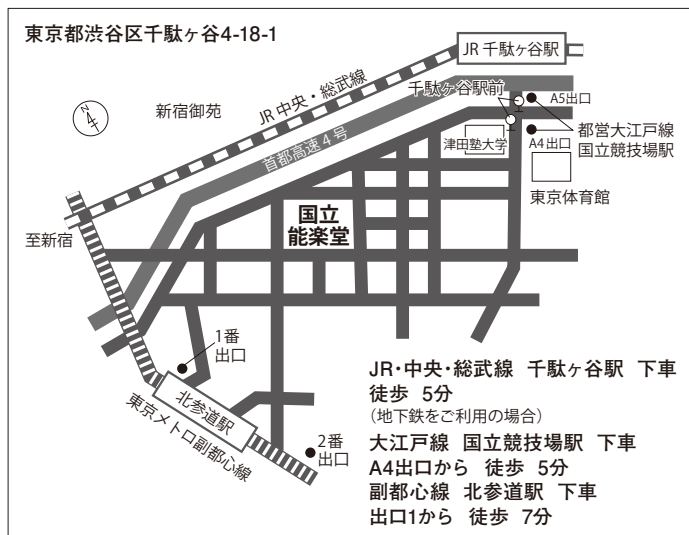 東京都渋谷区千駄ヶ谷4-18-1
JR 千駄ヶ谷駅
JR 中央・総武線
千駄ヶ谷駅前
A5出口
新宿御苑
首都高速 4 号
都営大江戸線
国立競技場駅
津田塾大学
A4出口
東京体育館
N
至新宿
国立
能楽堂
1番
出口
北参道駅
東京メトロ副都心線
2番
出口
JR・中央・総武線 千駄ヶ谷駅 下車
徒歩 5分
(地下鉄をご利用の場合)
大江戸線 国立競技場駅 下車
A4出口から 徒歩 5分
副都心線 北参道駅 下車
出口1から 徒歩 7分